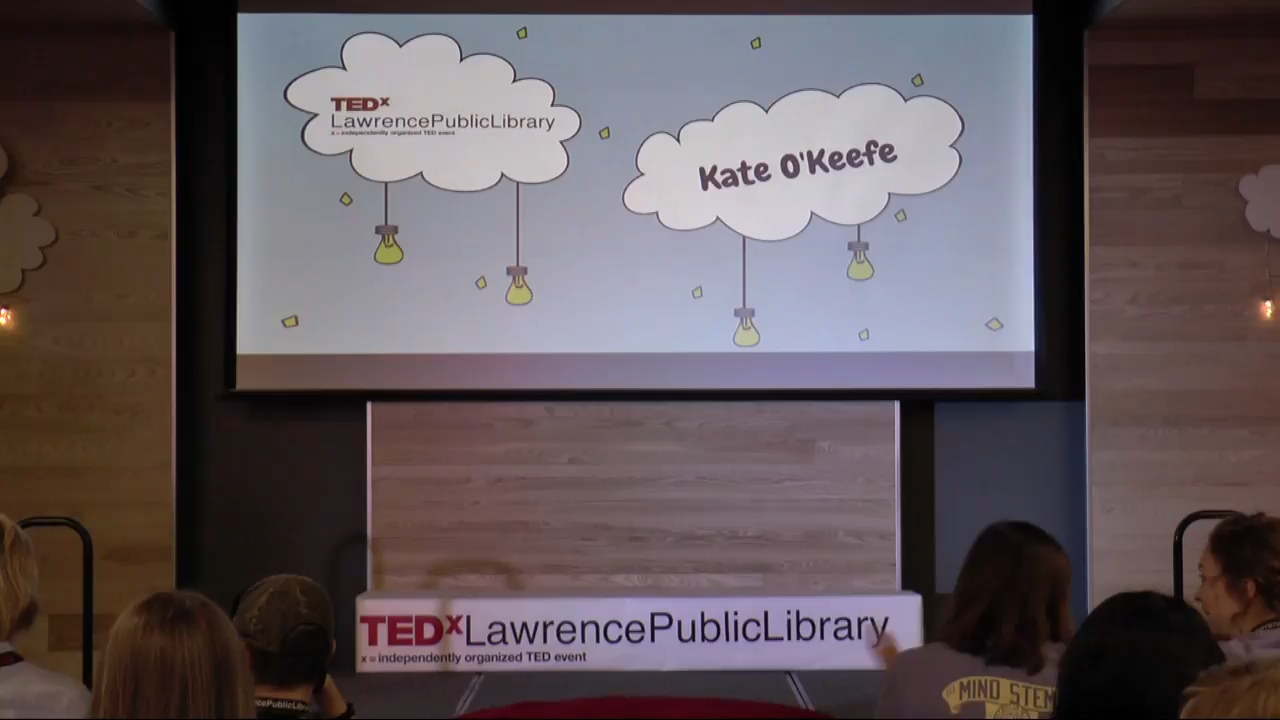 TEDx
LawrencePublicLibrary
x = independently organized TED event
Kate O'Keefe
TEDxLawrencePublicLibrary
x = independently organized TED event
MIND STEM